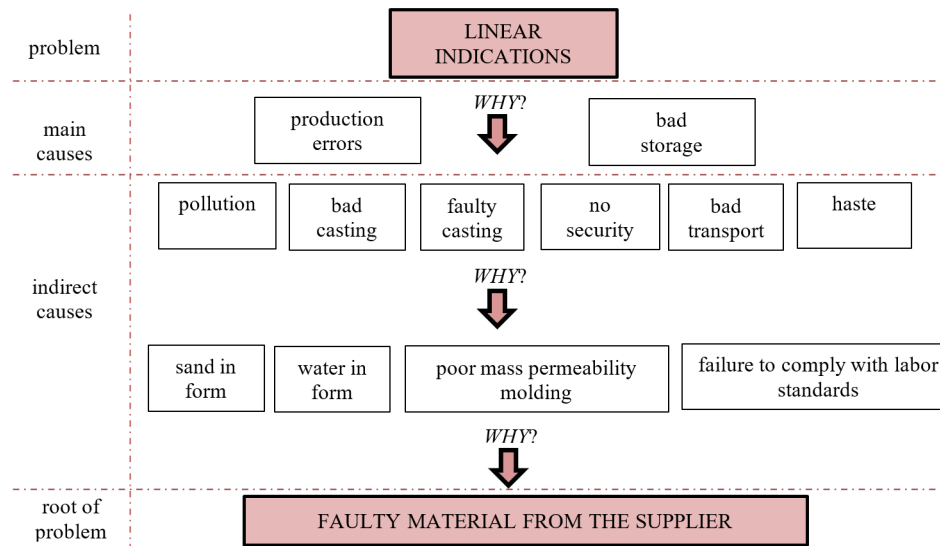 problem
LINEAR
INDICATIONS
WHY?
main
causes
production
errors
bad
storage
pollution
bad
casting
faulty
casting
no
security
bad
transport
haste
WHY?
indirect
causes
sand in
form
water in
form
poor mass permeability
molding
failure to comply with labor
standards
WHY?
root of
problem
FAULTY MATERIAL FROM THE SUPPLIER